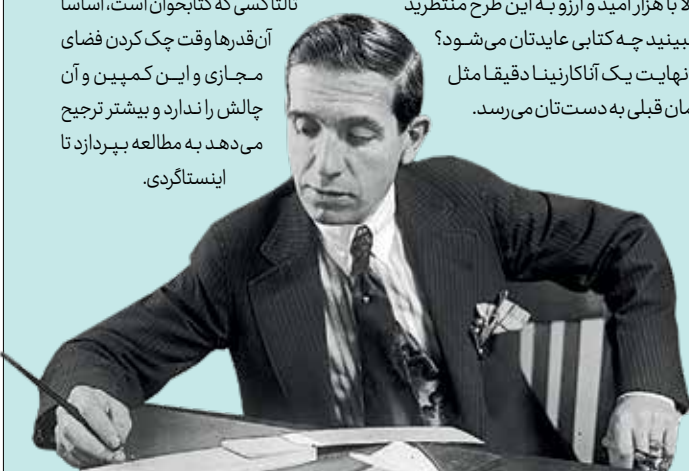 با هزار امید و آرزو به این طرح منتظرید
ببینید چه کتابی عایدتان می‌شود؟
نهایت یک آناکارنینا دقیقا مثل
مان قبلی به دست‌تان می‌رسد.
ثالثا کسی که کتابخوان است، اساسا
آن‌قدرها وقت چک کردن فضای
مجازی و این کمپین و آن
چالش را ندارد و بیشتر ترجیح
می‌دهد به مطالعه بپردازد تا
اینستاگردی.